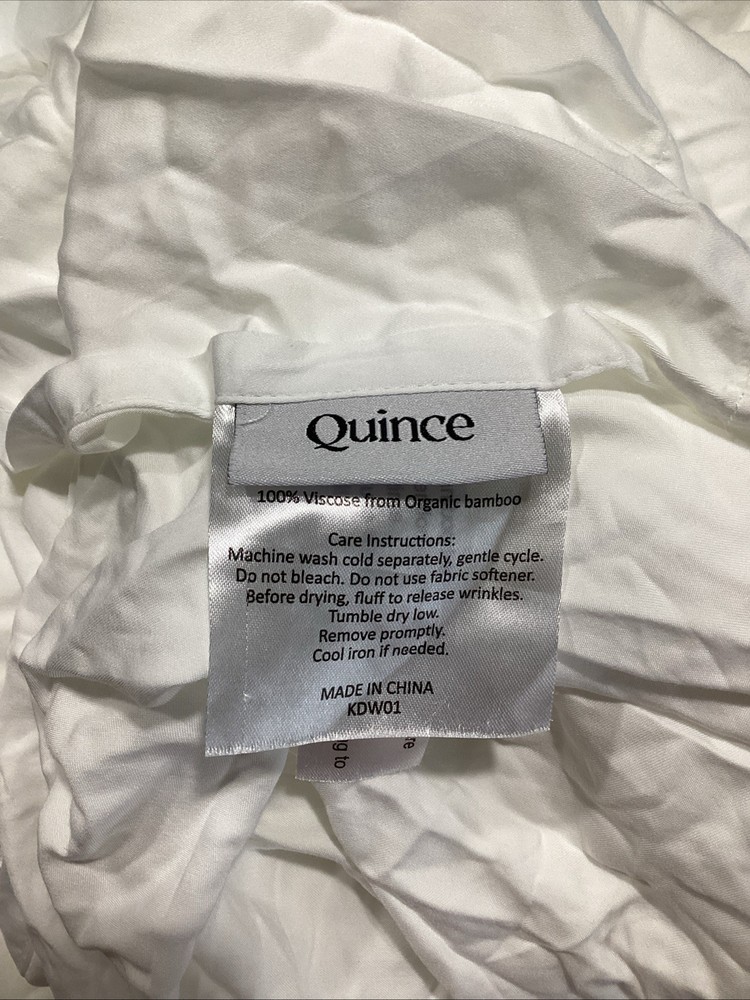 Quince
100% Viscose from Organic bamboo
Care Instructions:
Machine wash cold separately, gentle cycle.
Do not bleach. Do not use fabric softener.
Before drying, fluff to release wrinkles.
Tumble dry low.
Remove promptly.
Cool iron if needed.
MADE IN CHINA
KDW01